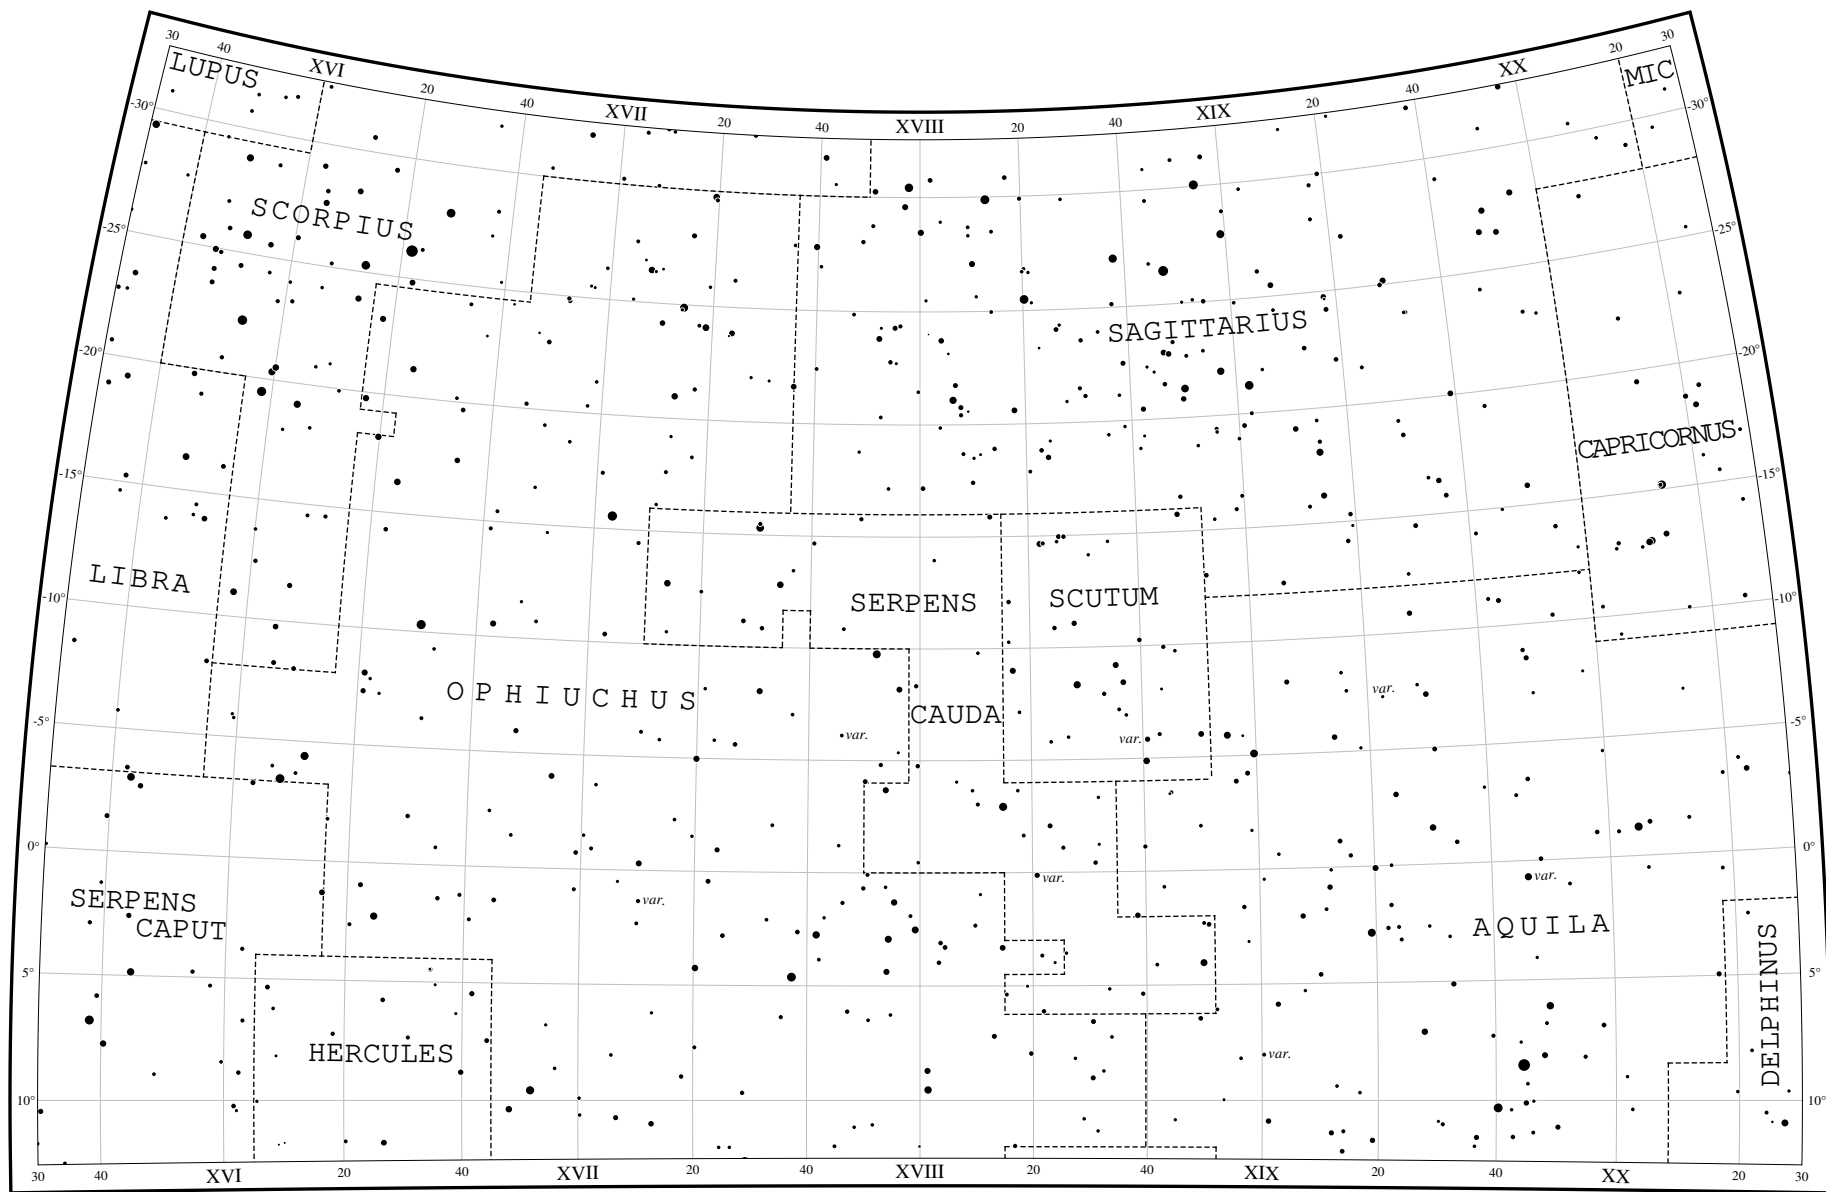 30 40 XVI 20 40 XVII 20 40 XVIII 20 40 XIX 20 40 XX 20 30
LUPUS MIC
-30° -30°
SCORPIUS
-25° -25°
SAGITTARIUS
-20° -20°
CAPRICORNUS
-15° -15°
LIBRA SERPENS SCUTUM
-10° -10°
OPHIUCHUS var.
CAUDA
-5° var. var. -5°
0° 0°
var. var.
SERPENS var.
CAPUT AQUILA
5° 5°
DELPHINUS
HERCULES var.
10° 10°
30 40 XVI 20 40 XVII 20 40 XVIII 20 40 XIX 20 40 XX 20 30